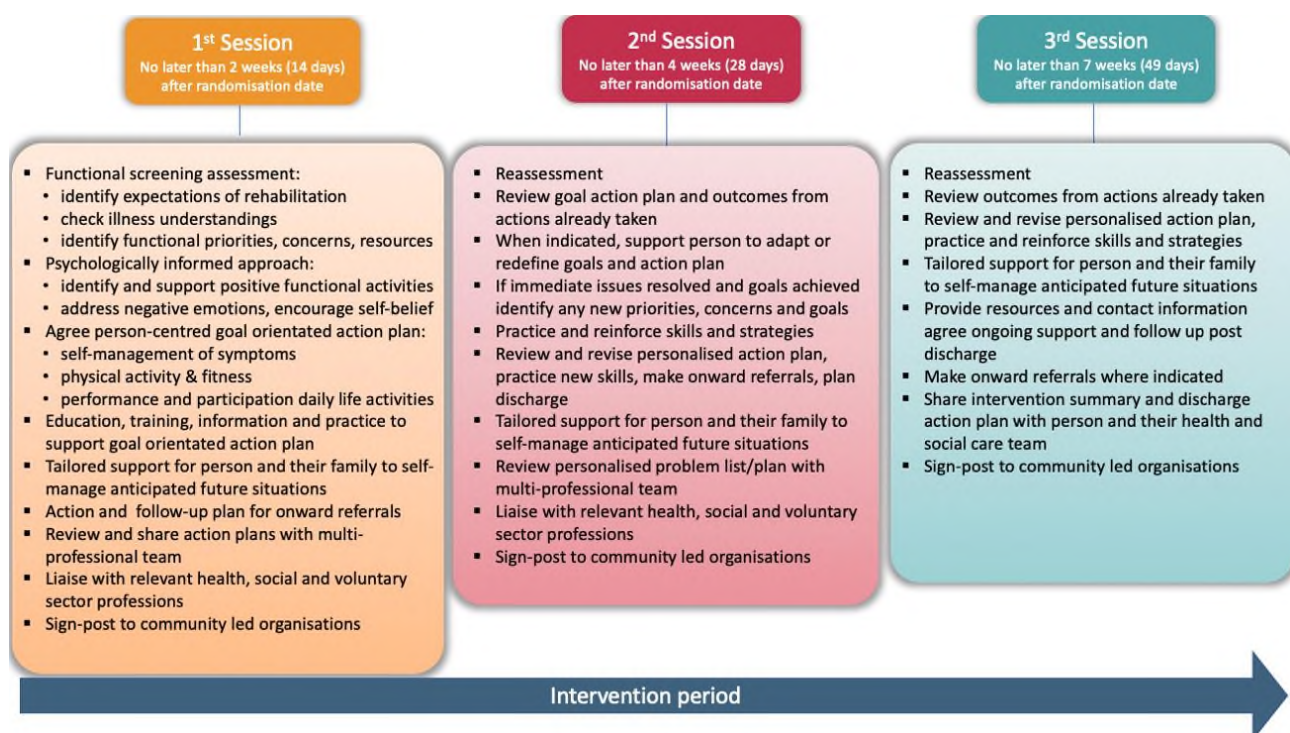 1st Session
No later than 2 weeks (14 days)
after randomisation date
▪ Functional screening assessment:
• identify expectations of rehabilitation
• check illness understandings
• identify functional priorities, concerns, resources
▪ Psychologically informed approach:
• identify and support positive functional activities
• address negative emotions, encourage self-belief
▪ Agree person-centred goal orientated action plan:
• self-management of symptoms
• physical activity & fitness
• performance and participation daily life activities
▪ Education, training, information and practice to
support goal orientated action plan
▪ Tailored support for person and their family to self-
manage anticipated future situations
▪ Action and follow-up plan for onward referrals
▪ Review and share action plans with multi-
professional team
▪ Liaise with relevant health, social and voluntary
sector professions
▪ Sign-post to community led organisations
2nd Session
No later than 4 weeks (28 days)
after randomisation date
▪ Reassessment
▪ Review goal action plan and outcomes from
actions already taken
▪ When indicated, support person to adapt or
redefine goals and action plan
▪ If immediate issues resolved and goals achieved
identify any new priorities, concerns and goals
▪ Practice and reinforce skills and strategies
▪ Review and revise personalised action plan,
practice new skills, make onward referrals, plan
discharge
▪ Tailored support for person and their family to
self-manage anticipated future situations
▪ Review personalised problem list/plan with
multi-professional team
▪ Liaise with relevant health, social and voluntary
sector professions
▪ Sign-post to community led organisations
3rd Session
No later than 7 weeks (49 days)
after randomisation date
▪ Reassessment
▪ Review outcomes from actions already taken
▪ Review and revise personalised action plan,
practice and reinforce skills and strategies
▪ Tailored support for person and their family
to self-manage anticipated future situations
▪ Provide resources and contact information
agree ongoing support and follow up post
discharge
▪ Make onward referrals where indicated
▪ Share intervention summary and discharge
action plan with person and their health and
social care team
▪ Sign-post to community led organisations
Intervention period